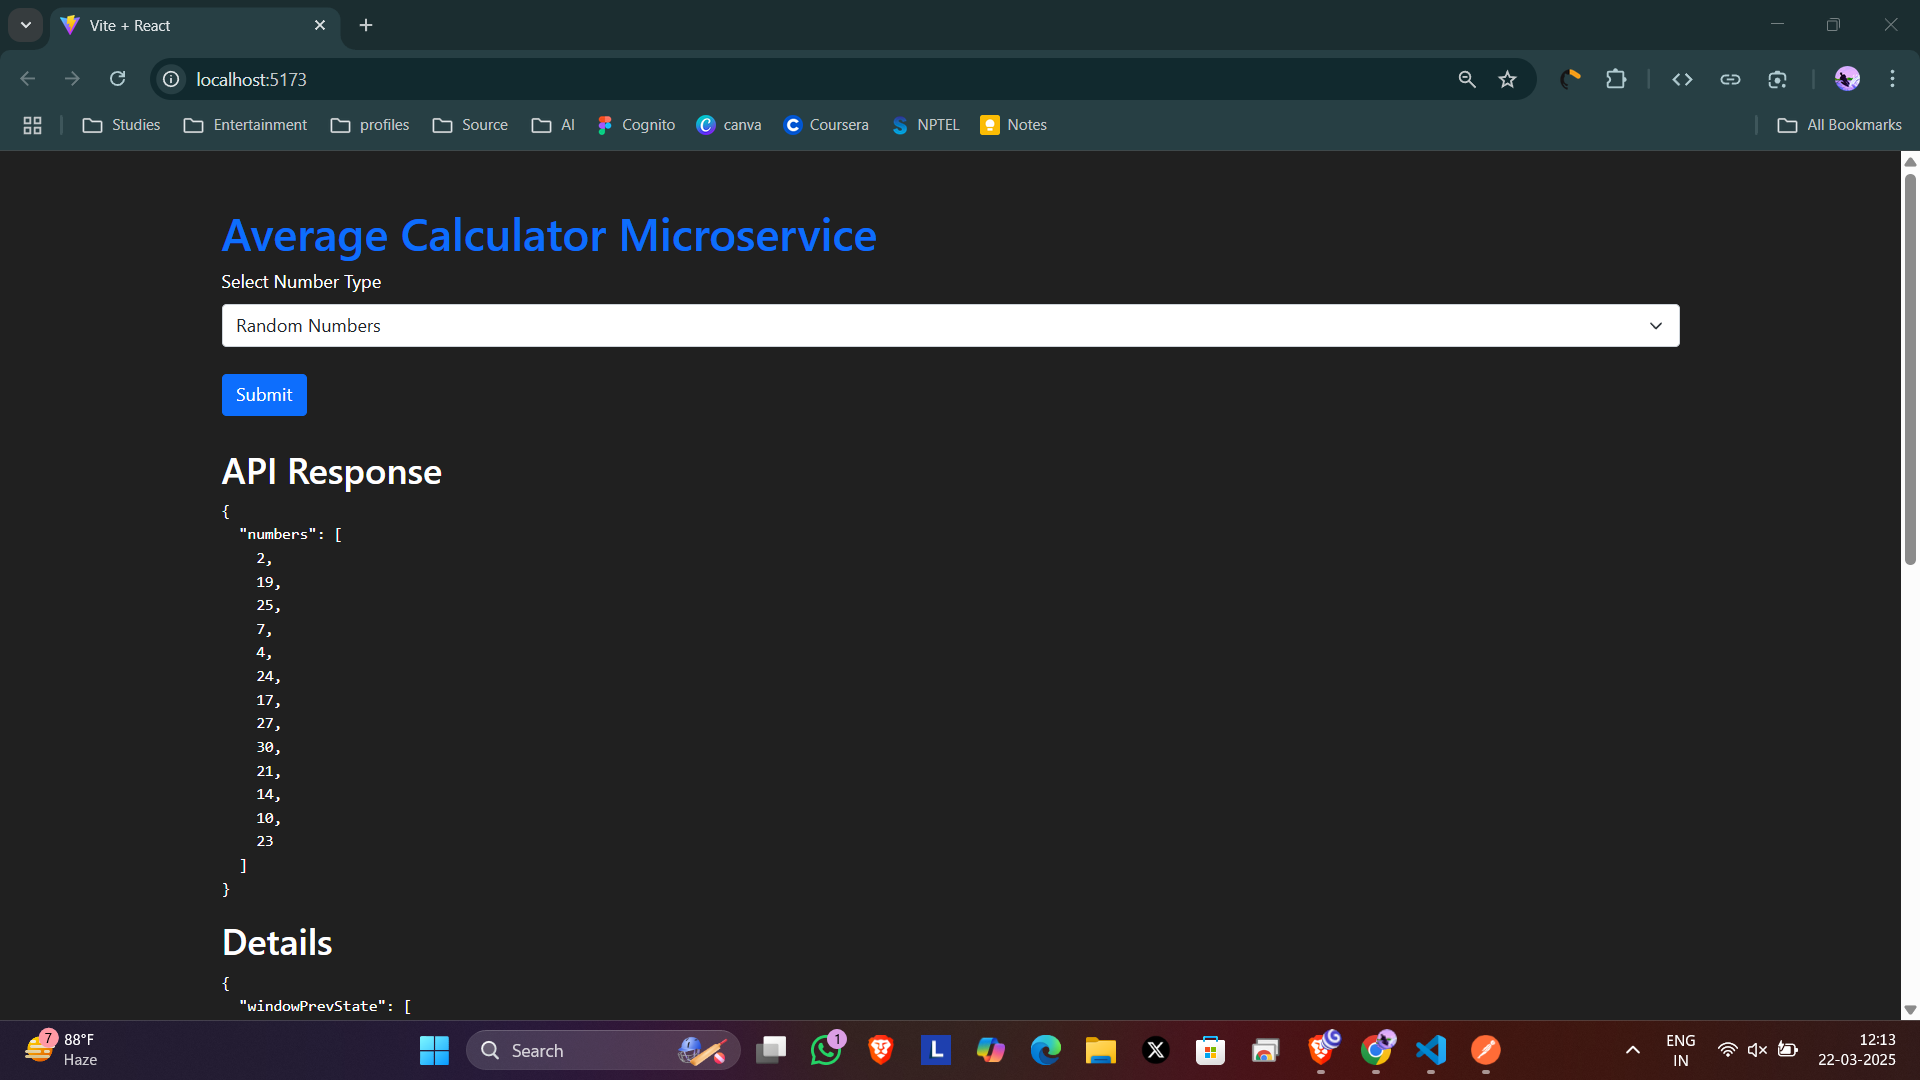 Vite + React
localhost:5173
Studies Entertainment profiles Source AI Cognito canva Coursera NPTEL Notes All Bookmarks
Average Calculator Microservice
Select Number Type
Random Numbers
Submit
API Response
{
"numbers": [
2,
19,
25,
7,
4,
24,
17,
27,
30,
21,
14,
10,
23
]
}
Details
{
"windowPrevState": [
7 88°F
Haze
Search
1
L
X
ENG
IN
12:13
22-03-2025